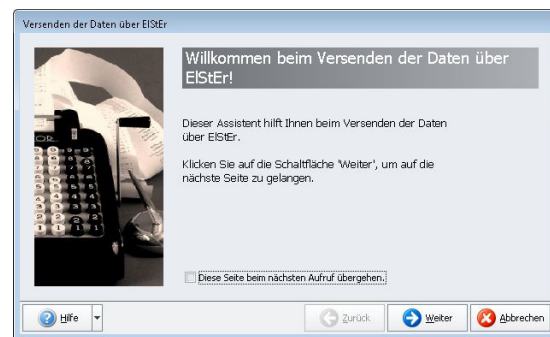 Versenden der Daten über ElStEr
Willkommen beim Versenden der Daten über
ElStEr!
Dieser Assistent hilft Ihnen beim Versenden der Daten
über ElStEr.
Klicken Sie auf die Schaltfläche 'Weiter', um auf die
nächste Seite zu gelangen.
Diese Seite beim nächsten Aufruf übergehen.
Hilfe
Zurück
Weiter
Abbrechen